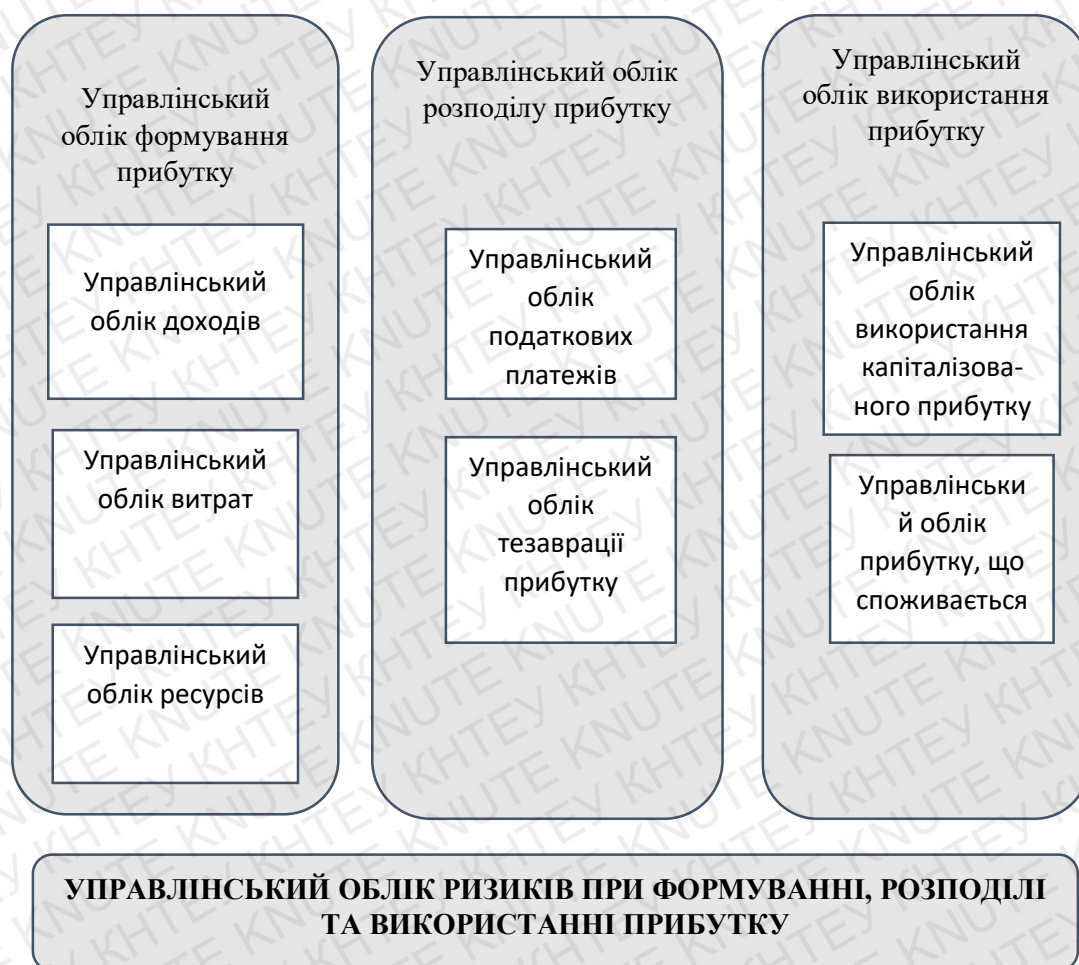 Управлінський
облік формування
прибутку
Управлінський
облік доходів
Управлінський
облік витрат
Управлінський
облік ресурсів
Управлінський облік
розподілу прибутку
Управлінський
облік
податкових
платежів
Управлінський
облік
тезаврації
прибутку
Управлінський
облік використання
прибутку
Управлінський
облік
використання
капіталізова-
ного прибутку
Управлінськи
й облік
прибутку, що
споживається
УПРАВЛІНСЬКИЙ ОБЛІК РИЗИКІВ ПРИ ФОРМУВАННІ, РОЗПОДІЛІ
ТА ВИКОРИСТАННІ ПРИБУТКУ